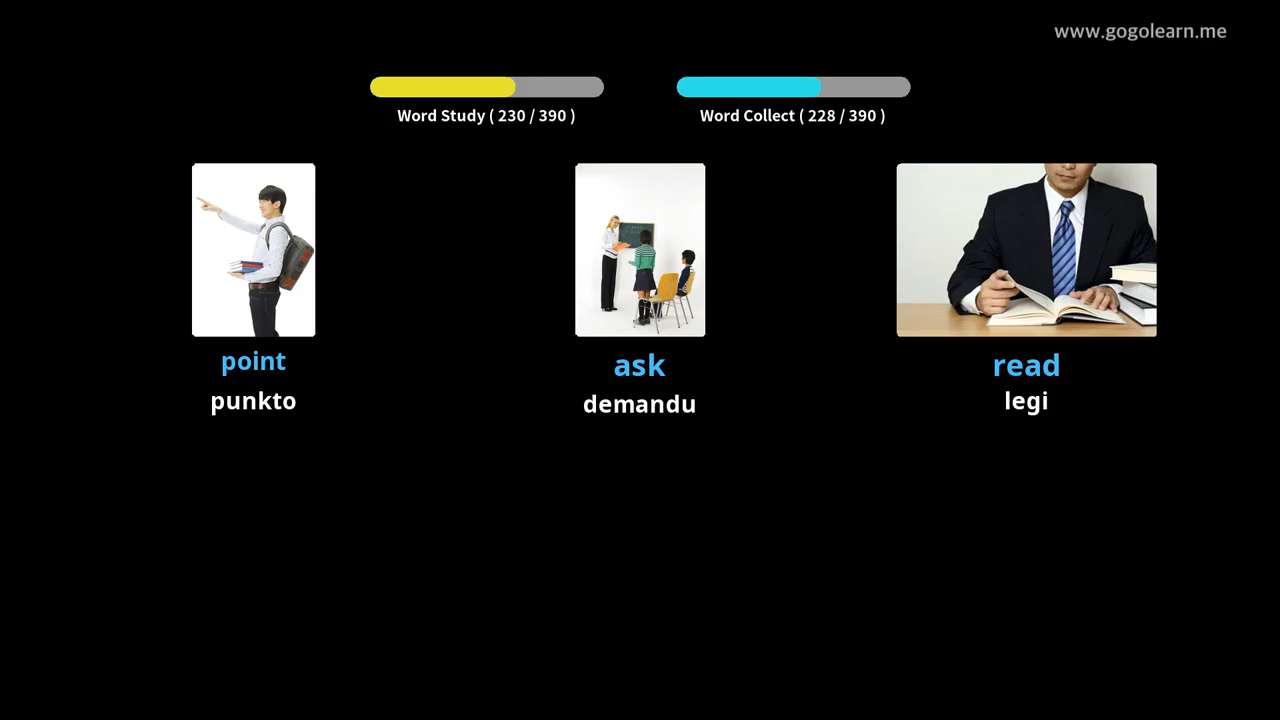 www.gogolearn.me
Word Study ( 230 / 390 )
Word Collect ( 228 / 390 )
point
punkto
ask
demandu
read
legi